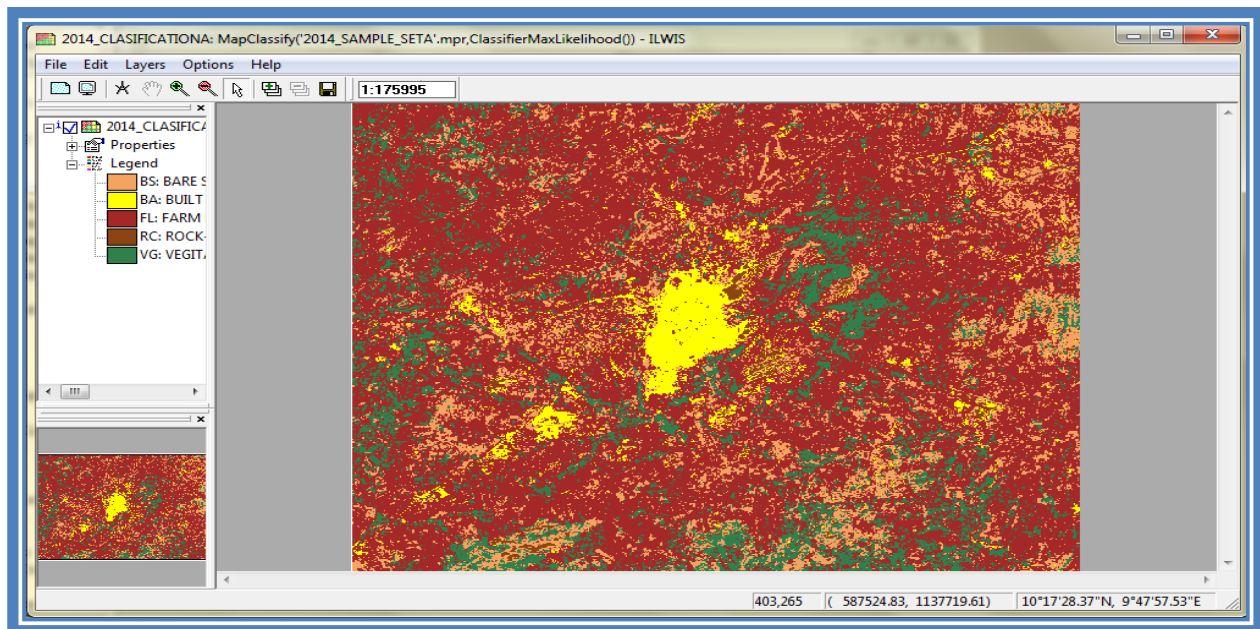 2014_CLASIFICATIONA: MapClassify('2014_SAMPLE_SETA'.mpr,ClassifierMaxLikelihood()) - ILWIS
File Edit Layers Options Help
1:175995
2014_CLASIFICA
Properties
Legend
BS: BARE S
BA: BUILT
FL: FARM
RC: ROCK-
VG: VEGITA
403,265 ( 587524.83, 1137719.61) 10°17'28.37"N, 9°47'57.53"E